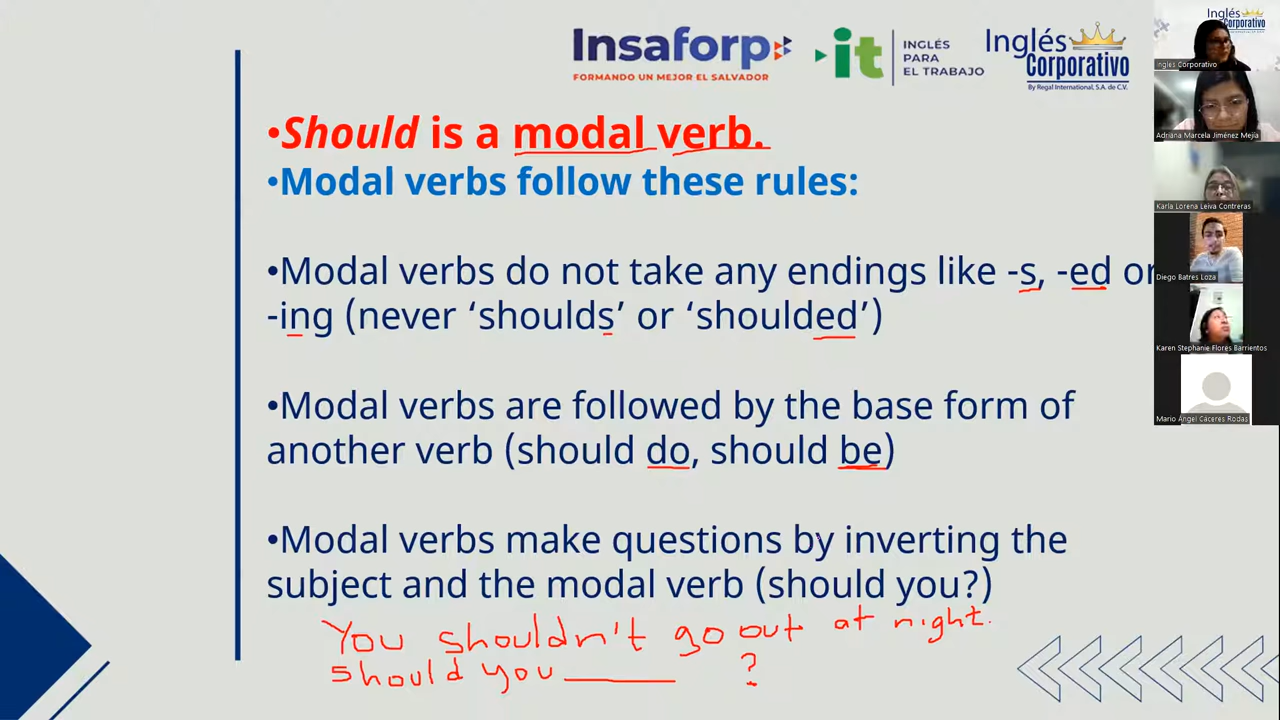 Insaforp
FORMANDO UN MEJOR EL SALVADOR
it
INGLÉS
PARA
EL TRABAJO
Inglés
Corporativo
By Regal International, S.A. de C.V.
Inglés
Corporativo
Ingles Corporativo
Adriana Marcela Jiménez Mejía
Karla Lorena Leiva Contreras
Diego Batres Loza
Karen Stephanie Flores Barrientos
Mario Ángel Cáceres Rodas
•Should is a modal verb.
•Modal verbs follow these rules:
•Modal verbs do not take any endings like -s, -ed or
-ing (never ‘shoulds’ or ‘shoulded’)
•Modal verbs are followed by the base form of
another verb (should do, should be)
•Modal verbs make questions by inverting the
subject and the modal verb (should you?)
You shouldn't go out at night.
should you ______ ?